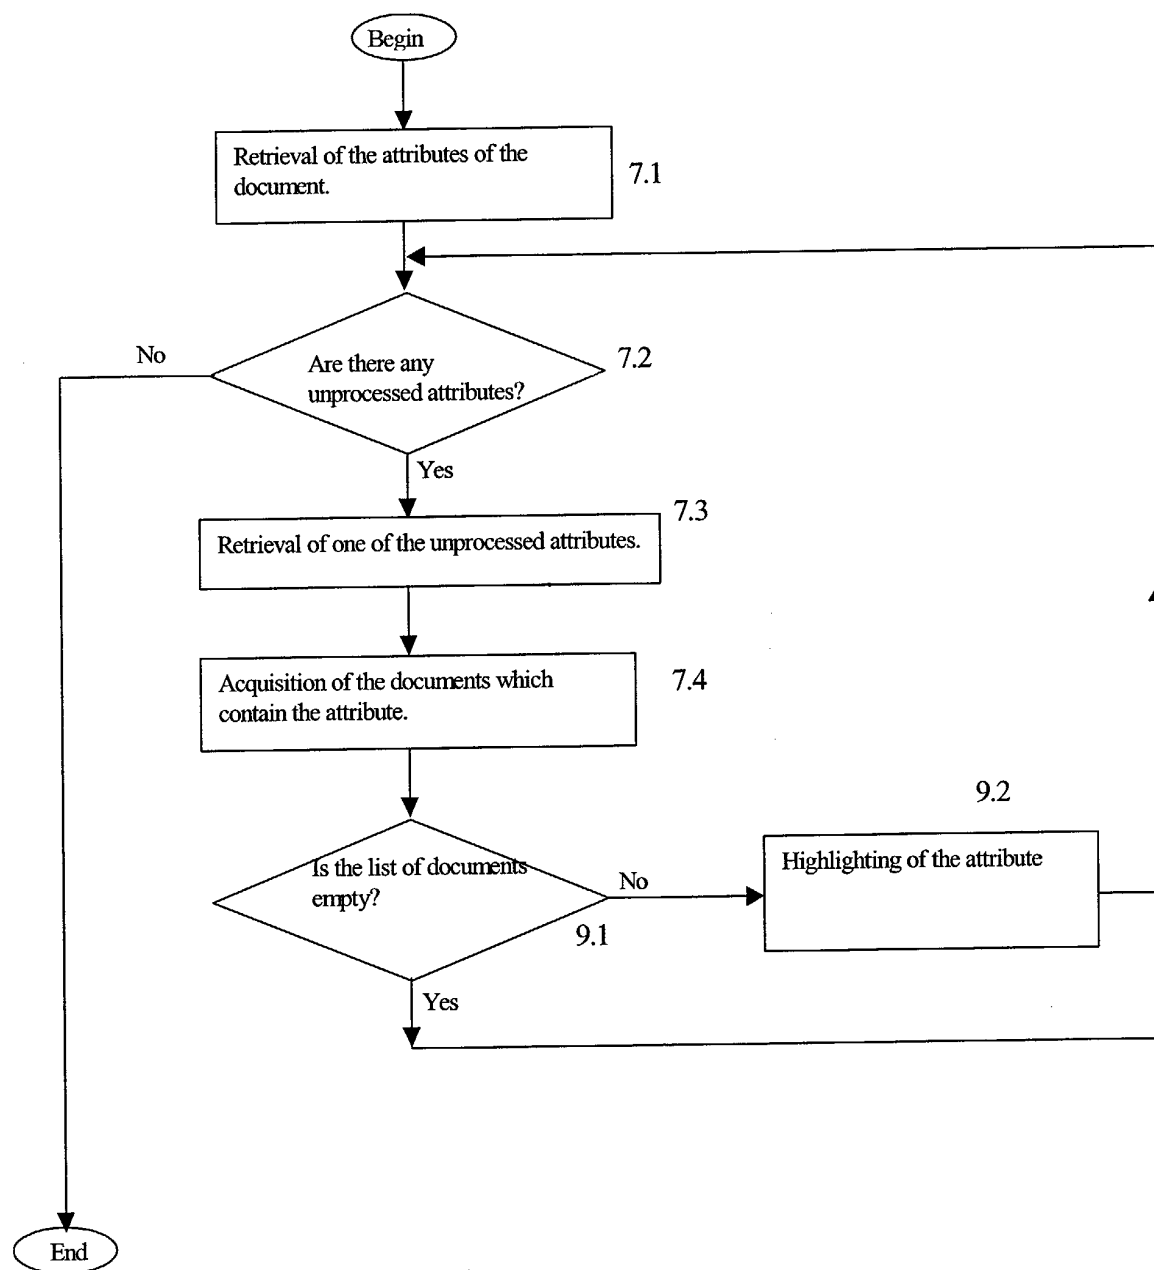 Begin
Retrieval of the attributes of the
document.
7.1
No
Are there any
unprocessed attributes?
7.2
Yes
7.3
Retrieval of one of the unprocessed attributes.
Acquisition of the documents which
contain the attribute.
7.4
9.2
Is the list of documents
empty?
No
Highlighting of the attribute
9.1
Yes
End